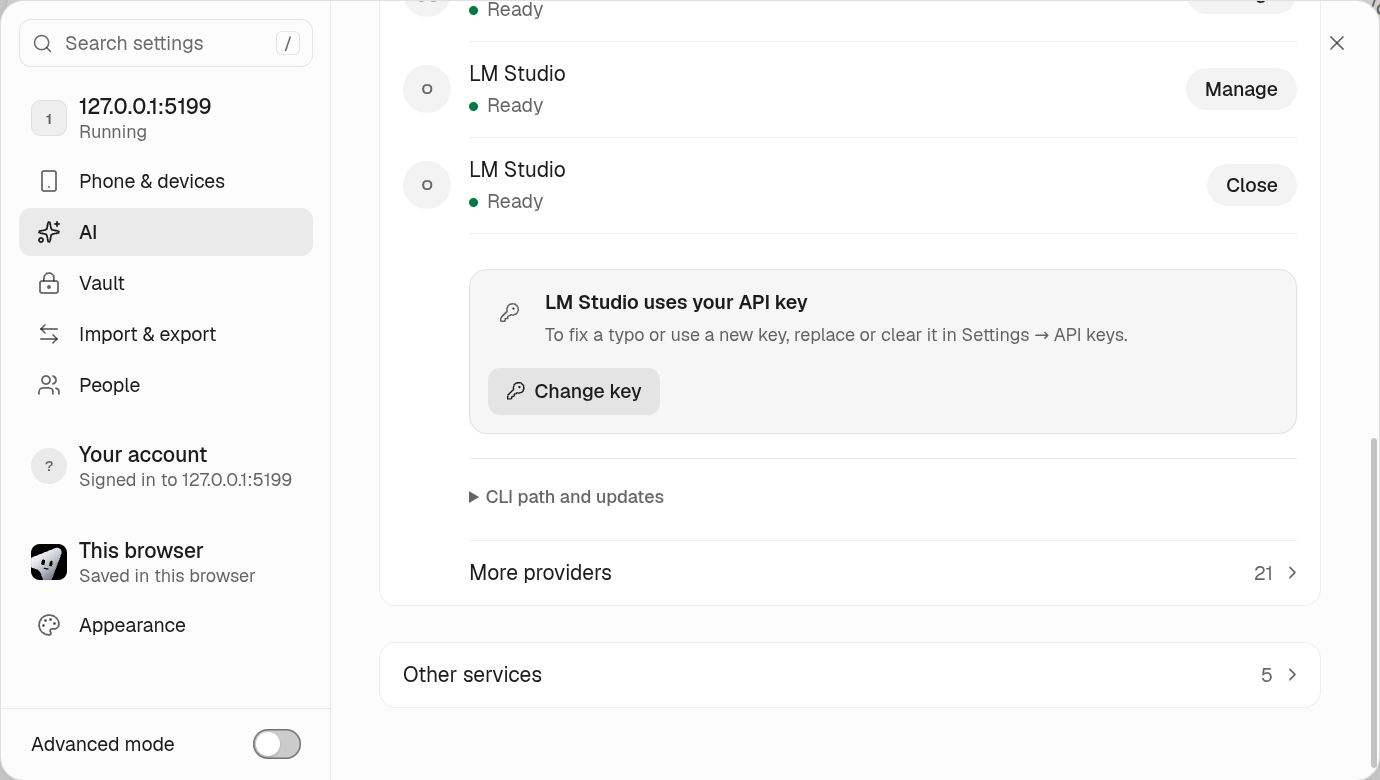 Search settings
/
1
127.0.0.1:5199
Running
Phone & devices
AI
Vault
Import & export
People
?
Your account
Signed in to 127.0.0.1:5199
This browser
Saved in this browser
Appearance
Advanced mode
Ready
O
LM Studio
Ready
Manage
O
LM Studio
Ready
Close
LM Studio uses your API key
To fix a typo or use a new key, replace or clear it in Settings → API keys.
Change key
CLI path and updates
More providers
21
Other services
5